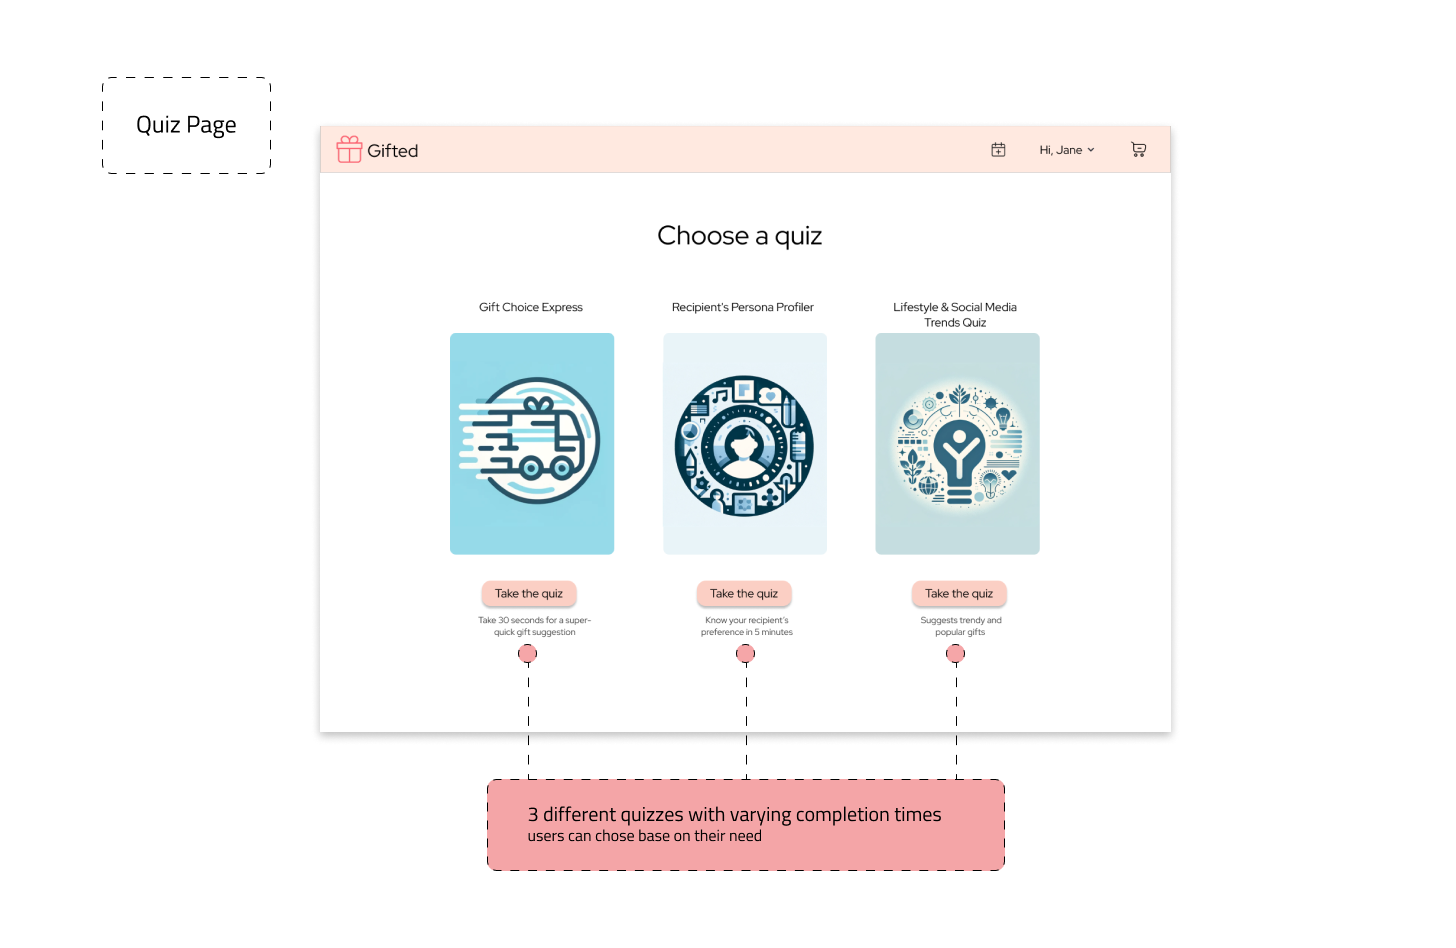 Quiz Page
Gifted
Hi, Jane
Choose a quiz
Gift Choice Express
Recipient's Persona Profiler
Lifestyle & Social Media
Trends Quiz
Take the quiz
Take the quiz
Take the quiz
Take 30 seconds for a super-
quick gift suggestion
Know your recipient's
preference in 5 minutes
Suggests trendy and
popular gifts
3 different quizzes with varying completion times
users can chose base on their need